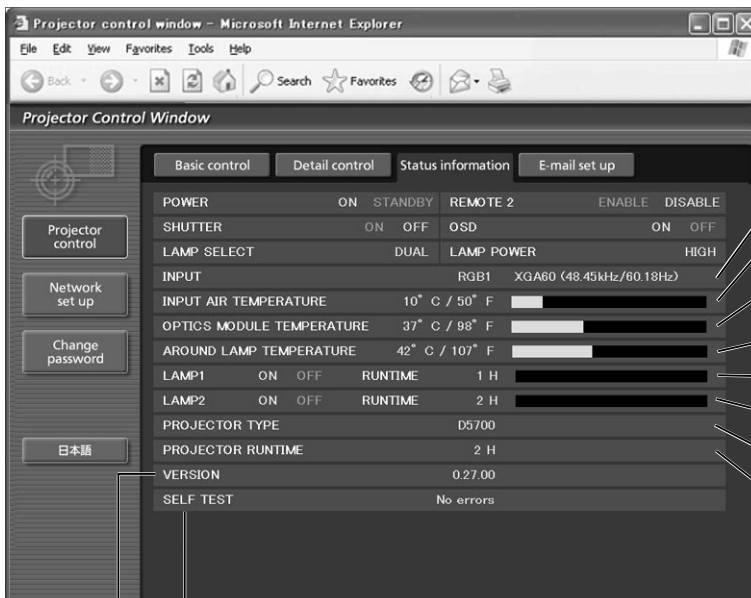 Projector control window - Microsoft Internet Explorer
File Edit View Favorites Tools Help
Back Search Favorites
Projector Control Window
Basic control Detail control Status information E-mail set up
Projector control
Network set up
Change password
日本語
POWER ON STANDBY REMOTE 2 ENABLE DISABLE
SHUTTER ON OFF OSD ON OFF
LAMP SELECT DUAL LAMP POWER HIGH
INPUT RGB1 XGA60 (48.45kHz/60.18Hz)
INPUT AIR TEMPERATURE 10° C / 50° F
OPTICS MODULE TEMPERATURE 37° C / 98° F
AROUND LAMP TEMPERATURE 42° C / 107° F
LAMP1 ON OFF RUNTIME 1 H
LAMP2 ON OFF RUNTIME 2 H
PROJECTOR TYPE D5700
PROJECTOR RUNTIME 2 H
VERSION 0.27.00
SELF TEST No errors